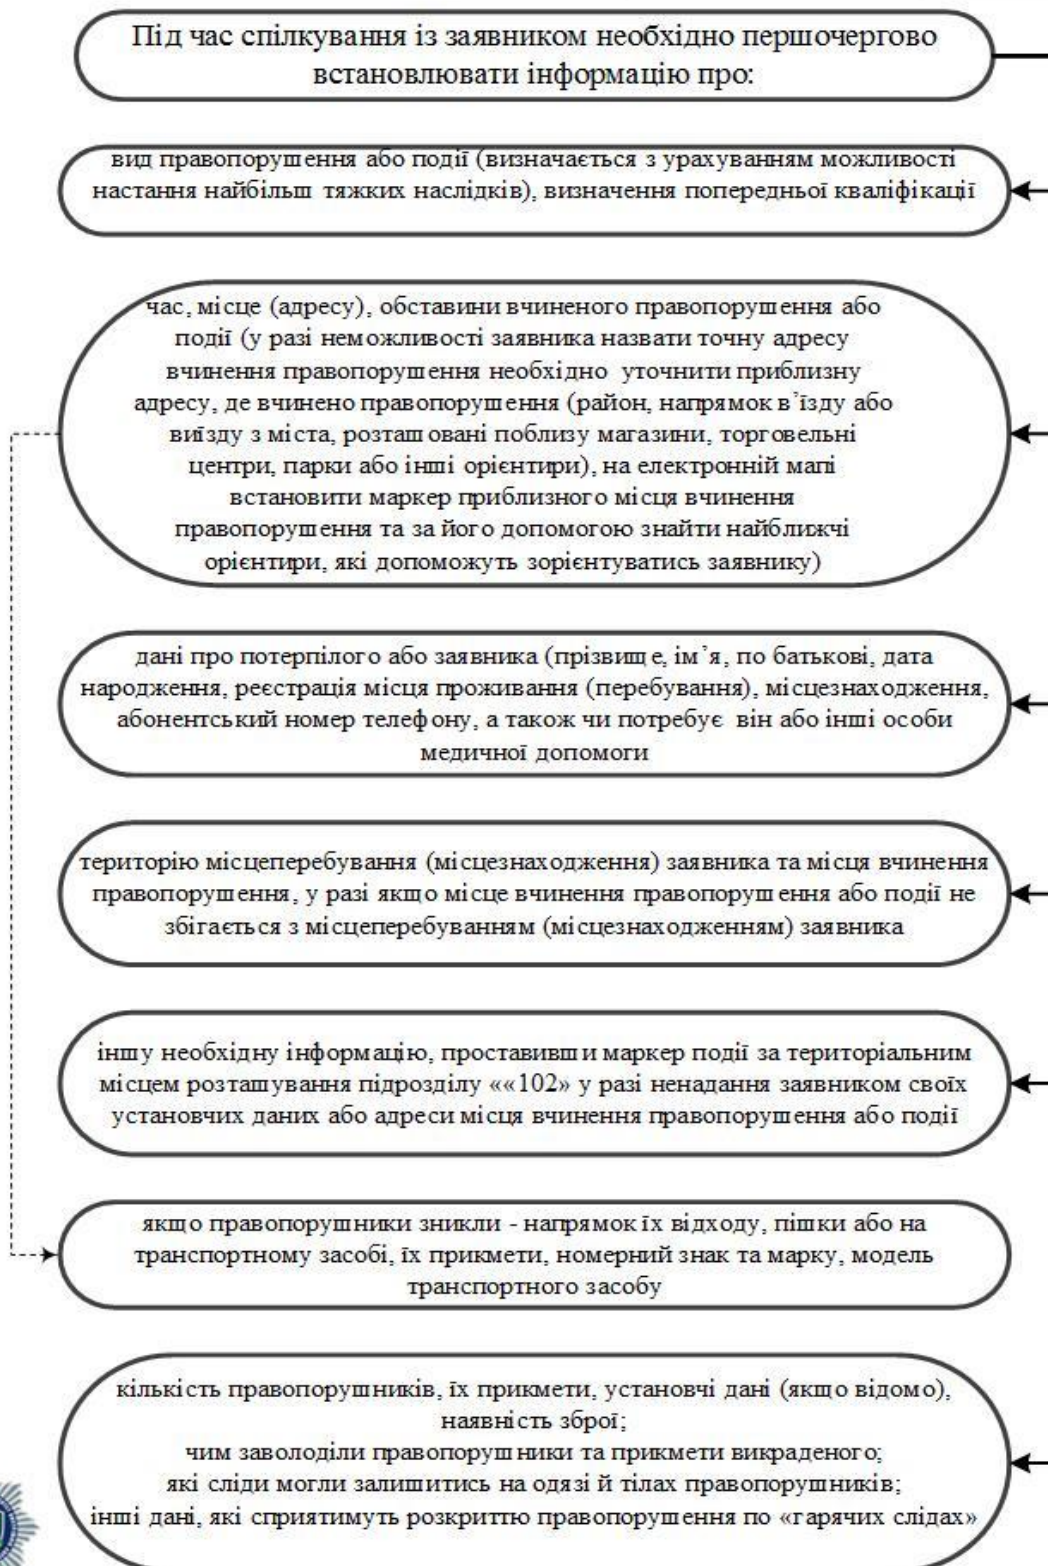 Під час спілкування із заявником необхідно першочергово
встановлювати інформацію про:
вид правопорушення або події (визначається з урахуванням можливості
настання найбільш тяжких наслідків), визначення попередньої кваліфікації
час, місце (адресу), обставини вчиненого правопорушення або
події (у разі неможливості заявника назвати точну адресу
вчинення правопорушення необхідно уточнити приблизну
адресу, де вчинено правопорушення (район, напрямок в’їзду або
виїзду з міста, розташовані поблизу магазини, торговельні
центри, парки або інші орієнтири), на електронній мапі
встановити маркер приблизного місця вчинення
правопорушення та за його допомогою знайти найближчі
орієнтири, які допоможуть зорієнтуватись заявнику)
дані про потерпілого або заявника (прізвище, ім’я, по батькові, дата
народження, реєстрація місця проживання (перебування), місцезнаходження,
абонентський номер телефону, а також чи потребує він або інші особи
медичної допомоги
територію місцеперебування (місцезнаходження) заявника та місця вчинення
правопорушення, у разі якщо місце вчинення правопорушення або події не
збігається з місцеперебуванням (місцезнаходженням) заявника
іншу необхідну інформацію, проставивши маркер події за територіальним
місцем розташування підрозділу ««102» у разі ненадання заявником своїх
установчих даних або адреси місця вчинення правопорушення або події
якщо правопорушники зникли - напрямок їх відходу, пішки або на
транспортному засобі, їх прикмети, номерний знак та марку, модель
транспортного засобу
кількість правопорушників, їх прикмети, установчі дані (якщо відомо),
наявність зброї;
чим заволоділи правопорушники та прикмети викраденого;
які сліди могли залишитись на одязі й тілах правопорушників;
інші дані, які сприятимуть розкриттю правопорушення по «гарячих слідах»